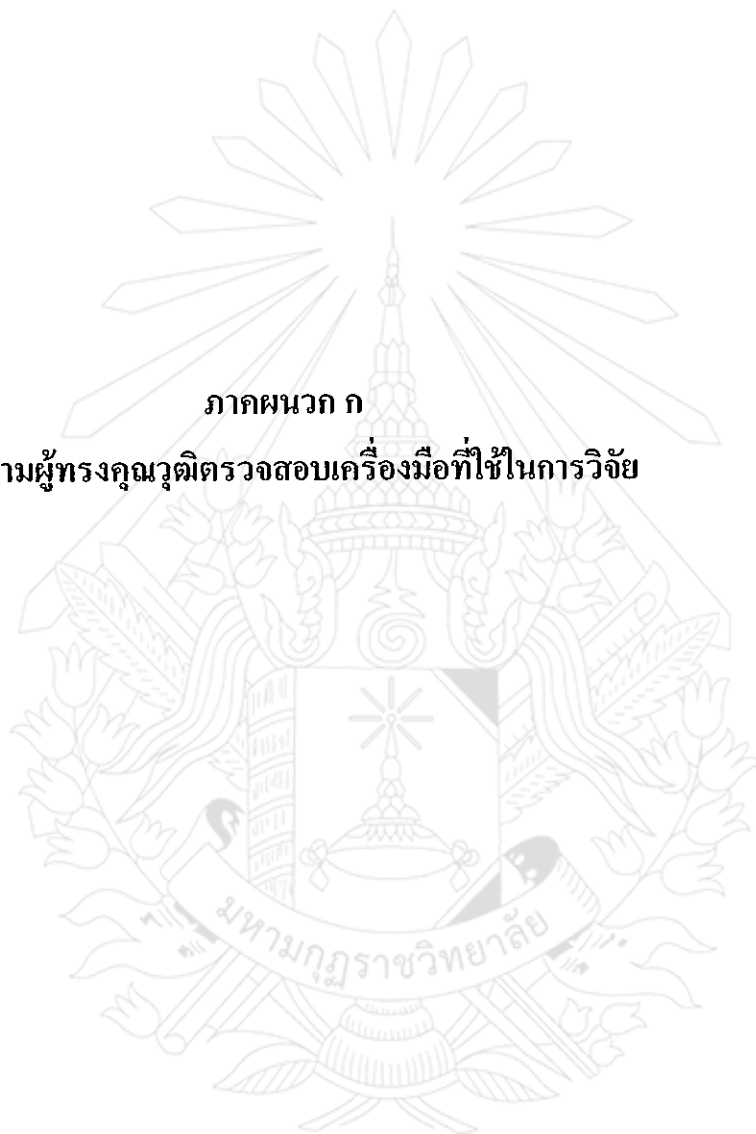 ภาคผนวก ก
ามผู้ทรงคุณวุฒิตรวจสอบเครื่องมือที่ใช้ในการวิจัย
มหามกุฏราชวิทยาลัย